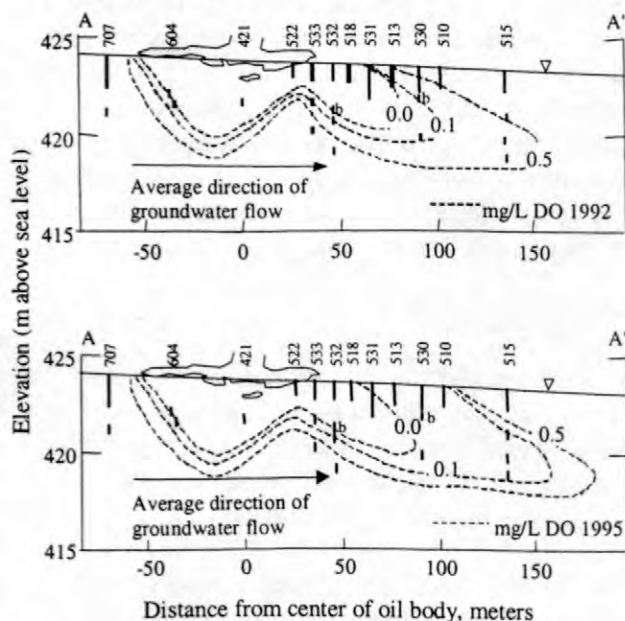 A
A'
707
604
421
522
533
532
518
531
513
530
510
515
425
420
415
b
b
0.0
0.1
0.5
Average direction of
groundwater flow
mg/L DO 1992
-50
0
50
100
150
Elevation (m above sea level)
A
A'
707
604
421
522
533
532
518
531
513
530
510
515
425
420
415
b
b
0.0
0.1
0.5
Average direction of
groundwater flow
mg/L DO 1995
-50
0
50
100
150
Distance from center of oil body, meters